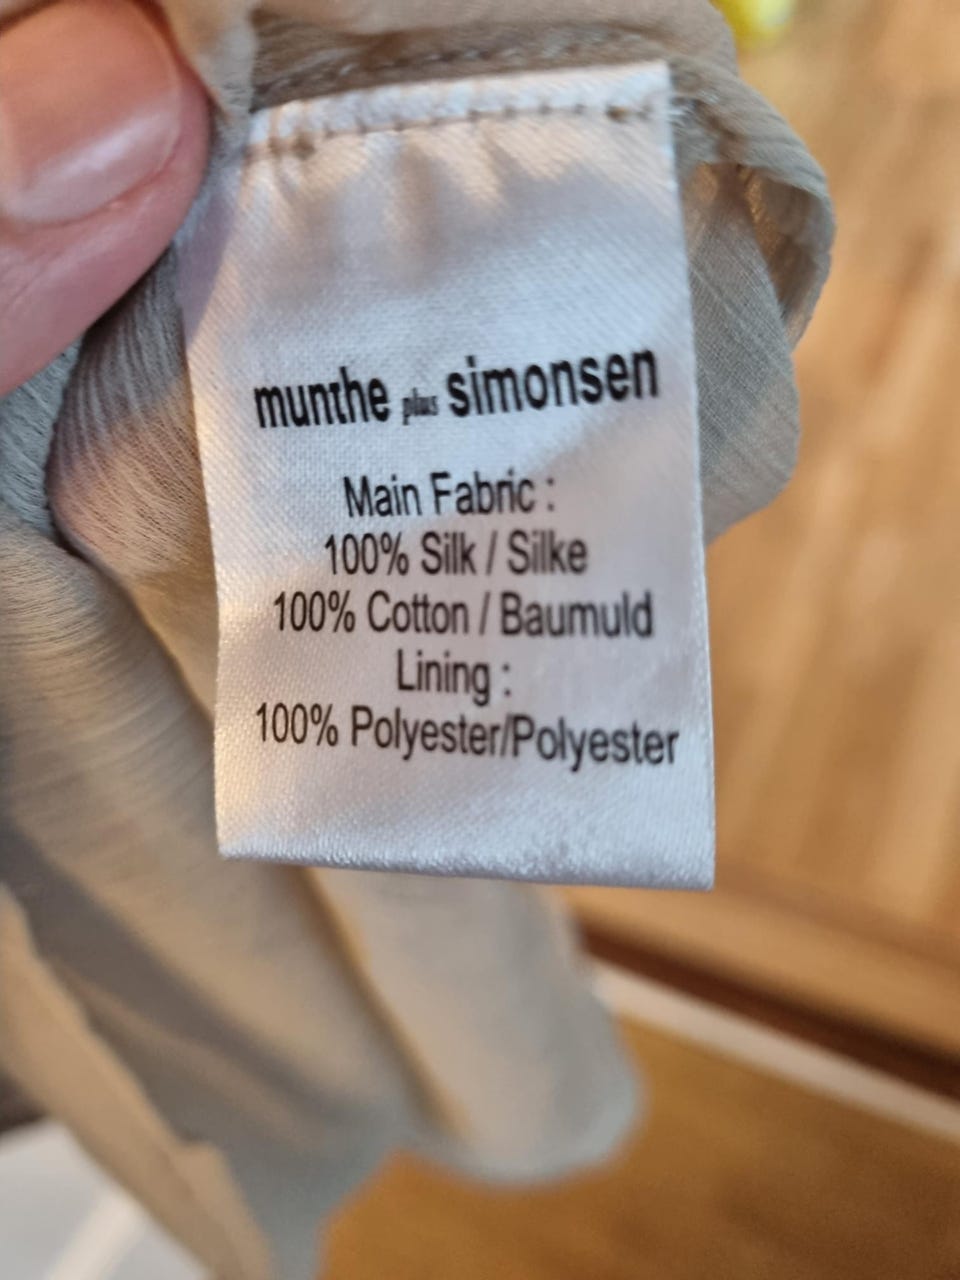 munthe plus simonsen
Main Fabric :
100% Silk / Silke
100% Cotton / Baumuld
Lining :
100% Polyester/Polyester